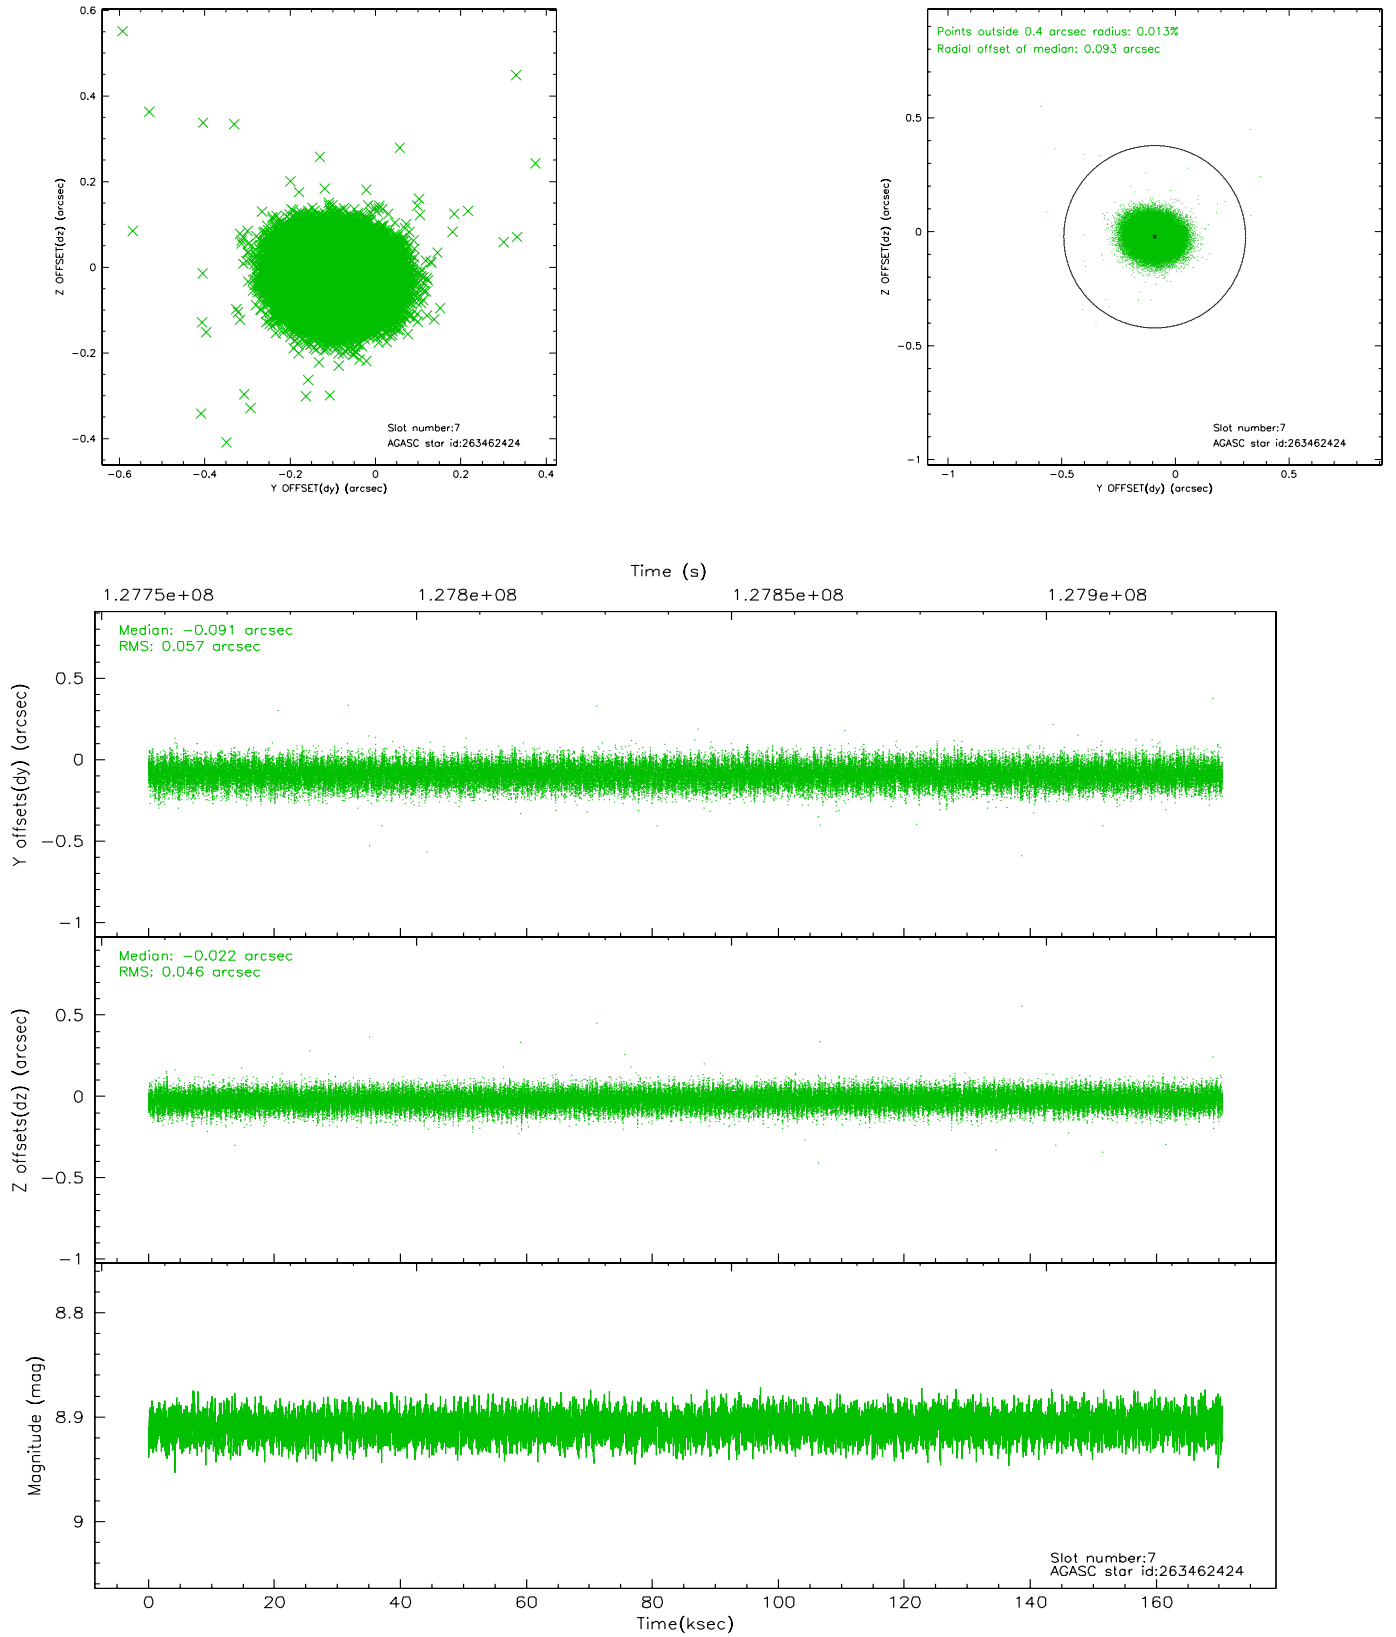 0.6
0.4
0.2
0
-0.2
-0.4
Z OFFSET(dz) (arcsec)
Slot number:7
AGASC star id:263462424
-0.6 -0.4 -0.2 0 0.2 0.4
Y OFFSET(dy) (arcsec)
Points outside 0.4 arcsec radius: 0.013%
Radial offset of median: 0.093 arcsec
0.5
0
-0.5
-1
Z OFFSET(dz) (arcsec)
Slot number:7
AGASC star id:263462424
-1 -0.5 0 0.5
Y OFFSET(dy) (arcsec)
Time (s)
1.2775e+08 1.278e+08 1.2785e+08 1.279e+08
Median: -0.091 arcsec
RMS: 0.057 arcsec
0.5
0
-0.5
-1
Y offsets(dy) (arcsec)
Median: -0.022 arcsec
RMS: 0.046 arcsec
0.5
0
-0.5
-1
Z offsets(dz) (arcsec)
8.8
8.9
9
Magnitude (mag)
Slot number:7
AGASC star id:263462424
0 20 40 60 80 100 120 140 160
Time(ksec)